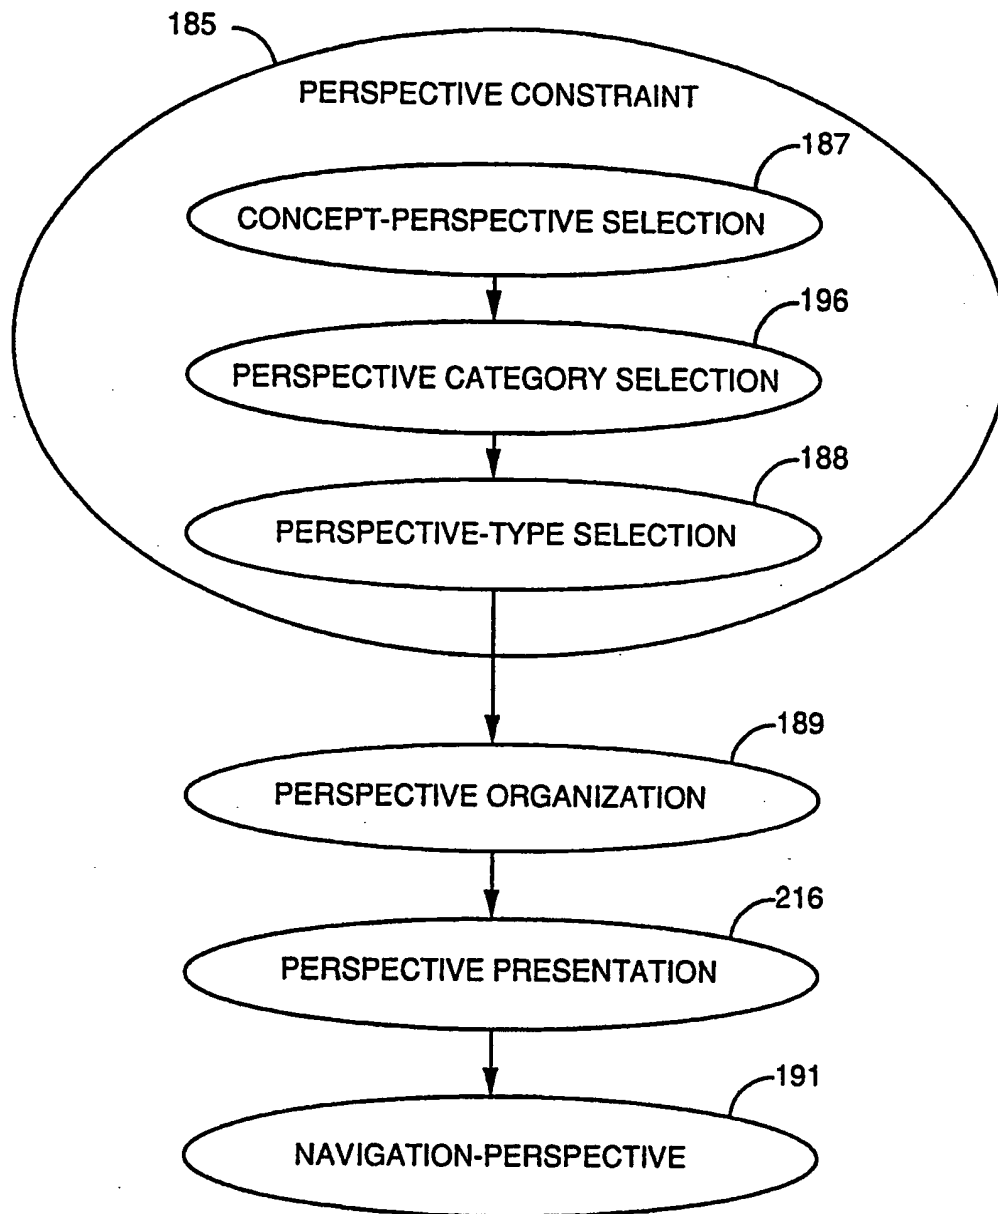 185
PERSPECTIVE CONSTRAINT
187
CONCEPT-PERSPECTIVE SELECTION
196
PERSPECTIVE CATEGORY SELECTION
188
PERSPECTIVE-TYPE SELECTION
189
PERSPECTIVE ORGANIZATION
216
PERSPECTIVE PRESENTATION
191
NAVIGATION-PERSPECTIVE